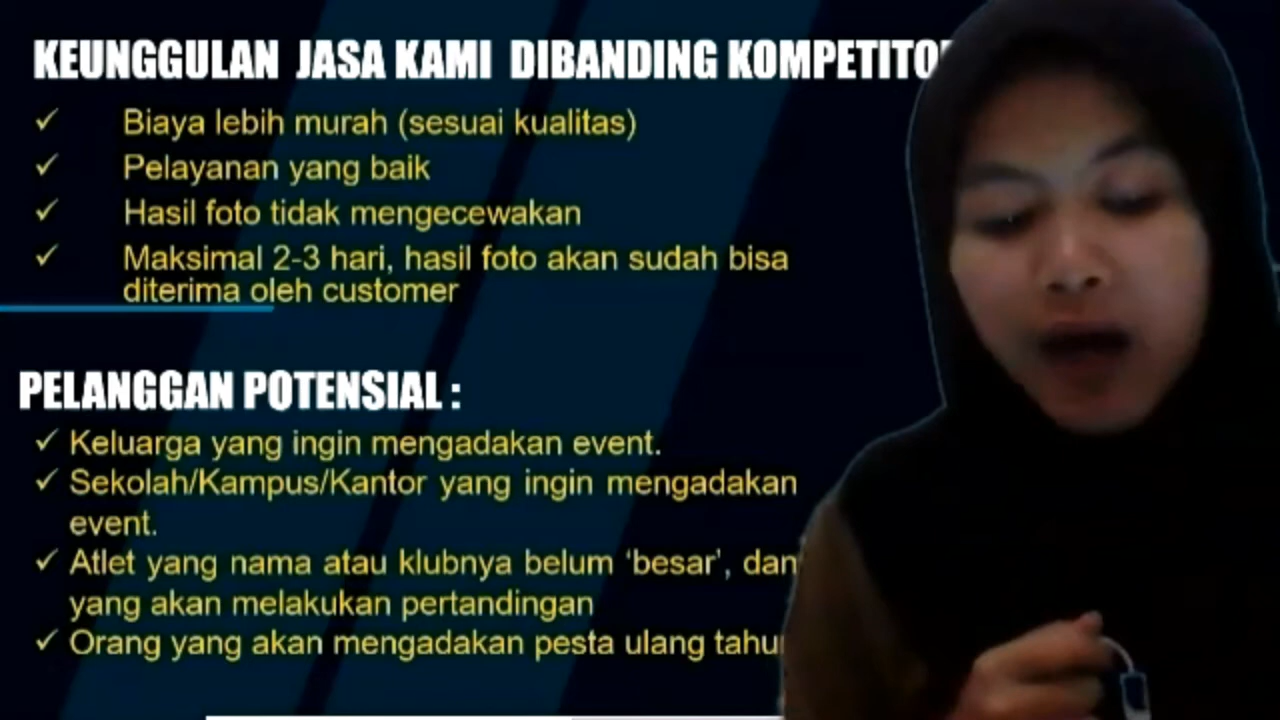 KEUNGGULAN JASA KAMI DIBANDING
✓ Biaya lebih murah (sesuai kualitas)
✓ Pelayanan yang baik
✓ Hasil foto tidak mengecewakan
✓ Maksimal 2-3 hari, hasil foto akan sudah bisa
diterima oleh customer
PELANGGAN POTENSIAL :
✓ Keluarga yang ingin mengadakan event.
✓ Sekolah/Kampus/Kantor yang ingin mengadakan
event.
✓ Atlet yang nama atau klubnya belum ‘besar’, dan
yang akan melakukan pertandingan
✓ Orang yang akan mengadakan pesta ulang